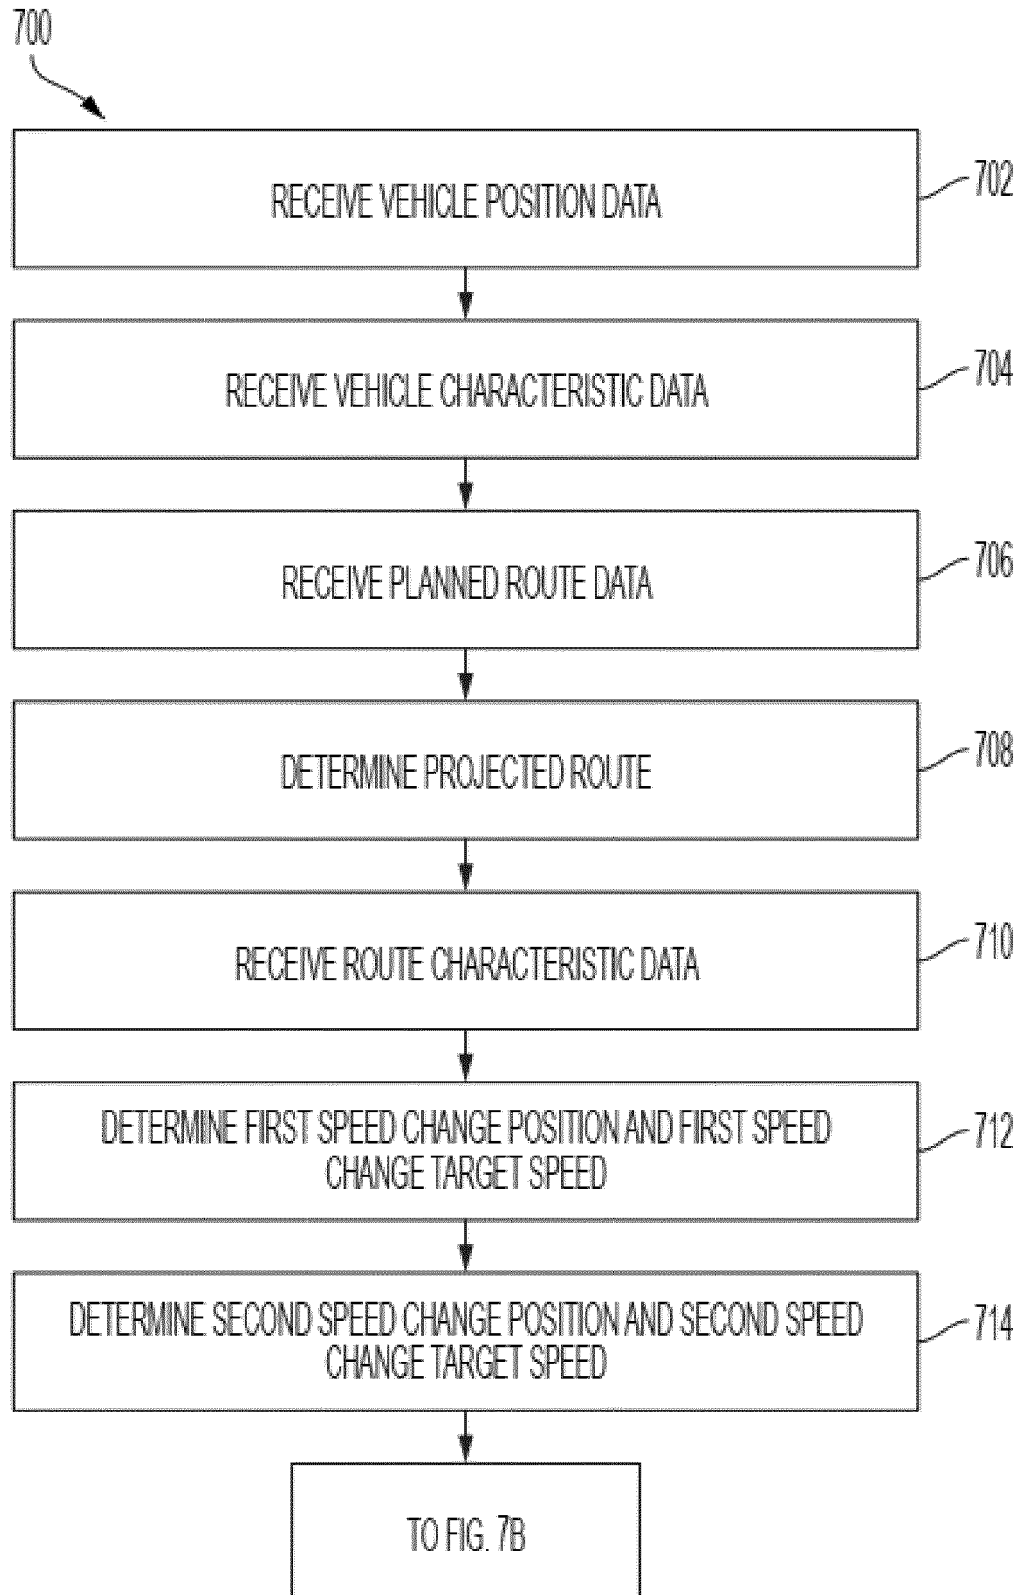 700
RECEIVE VEHICLE POSITION DATA
702
RECEIVE VEHICLE CHARACTERISTIC DATA
704
RECEIVE PLANNED ROUTE DATA
706
DETERMINE PROJECTED ROUTE
708
RECEIVE ROUTE CHARACTERISTIC DATA
710
DETERMINE FIRST SPEED CHANGE POSITION AND FIRST SPEED
CHANGE TARGET SPEED
712
DETERMINE SECOND SPEED CHANGE POSITION AND SECOND SPEED
CHANGE TARGET SPEED
714
TO FIG. 7B